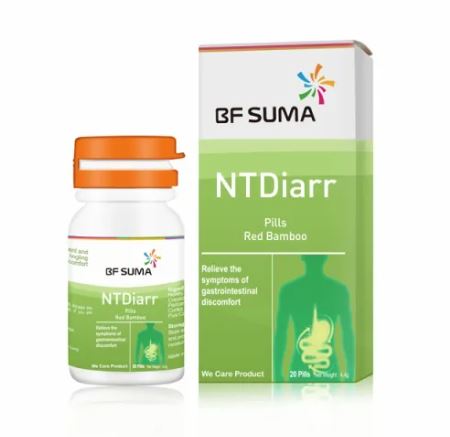 BF SUMA
NTDiarr
Pills
Red Bamboo
Relieve the
symptoms of
gastrointestinal
discomfort
We Care Product
20 Pills
BF SUMA
NTDiarr
Pills
Red Bamboo
Relieve the
symptoms of
gastrointestinal
discomfort
We Care Product